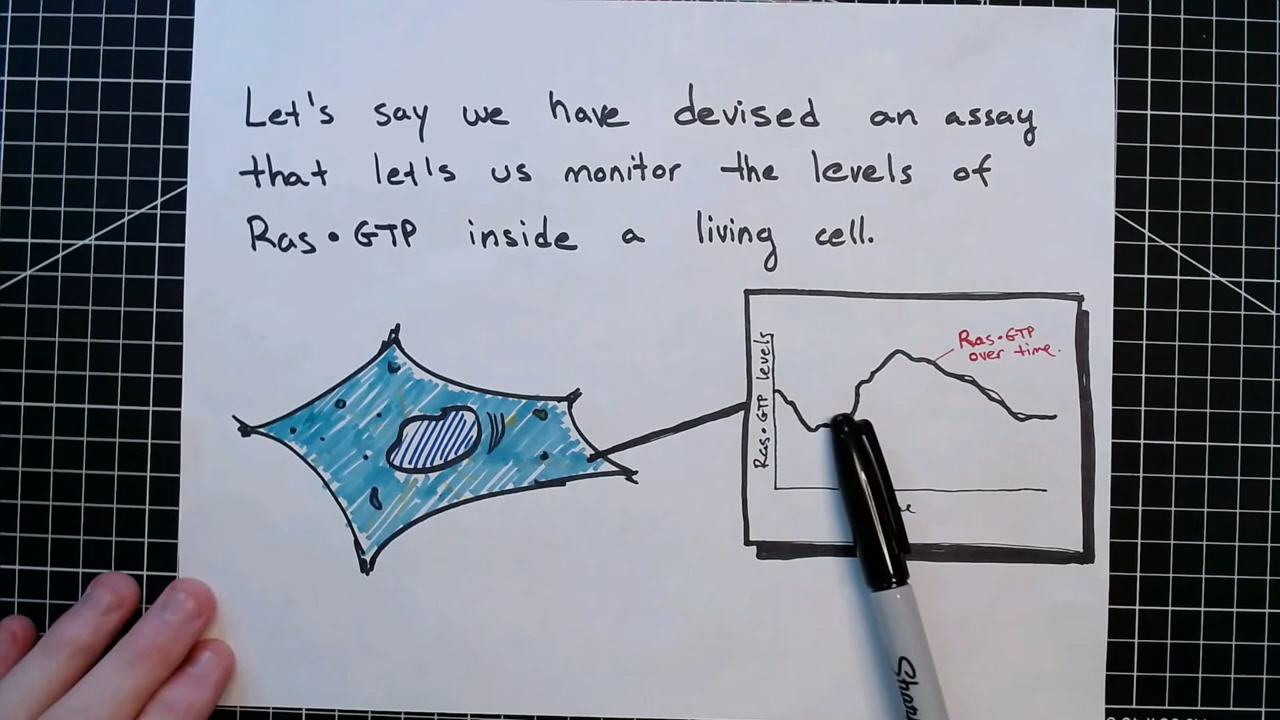 Let's say we have devised an assay
that let's us monitor the levels of
Ras•GTP inside a living cell.
Ras•GTP levels
Ras•GTP
over time.